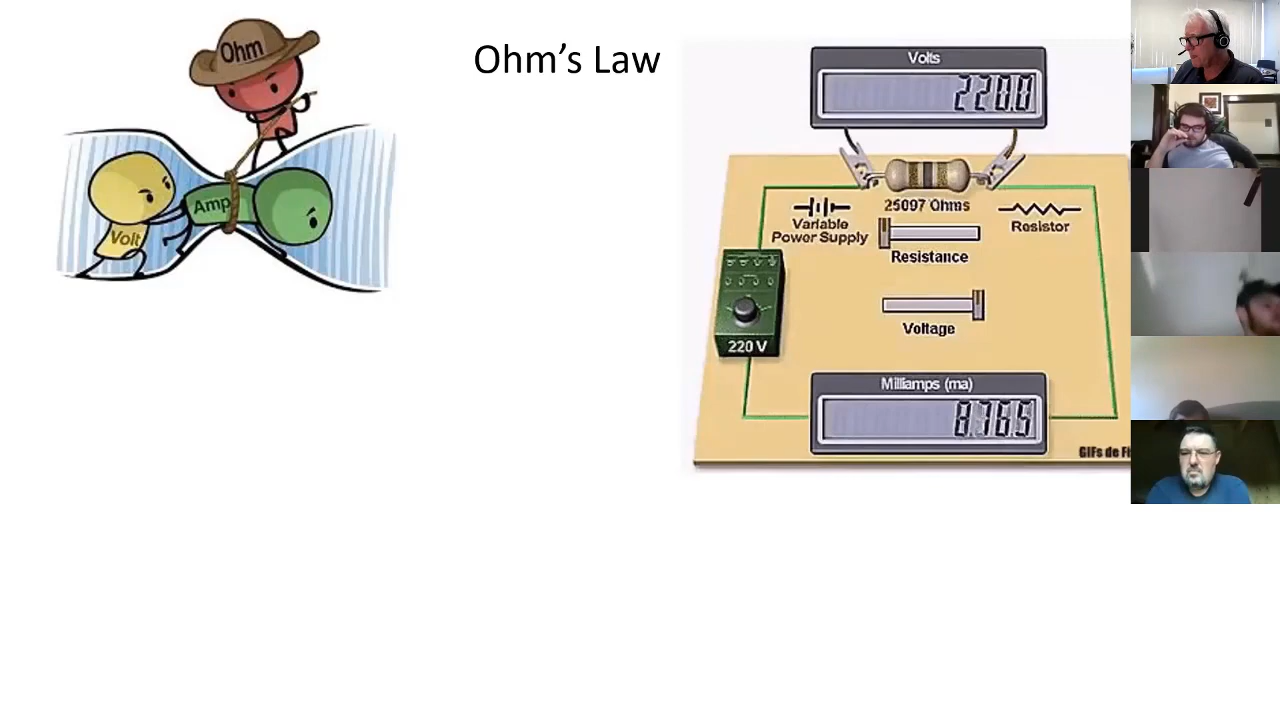 Ohm
Amp
Volt
Ohm's Law
Volts
220.0
25097 Ohms
Variable
Power Supply
Resistor
Resistance
Voltage
220 V
Milliamps (ma)
8.765
GIFs de